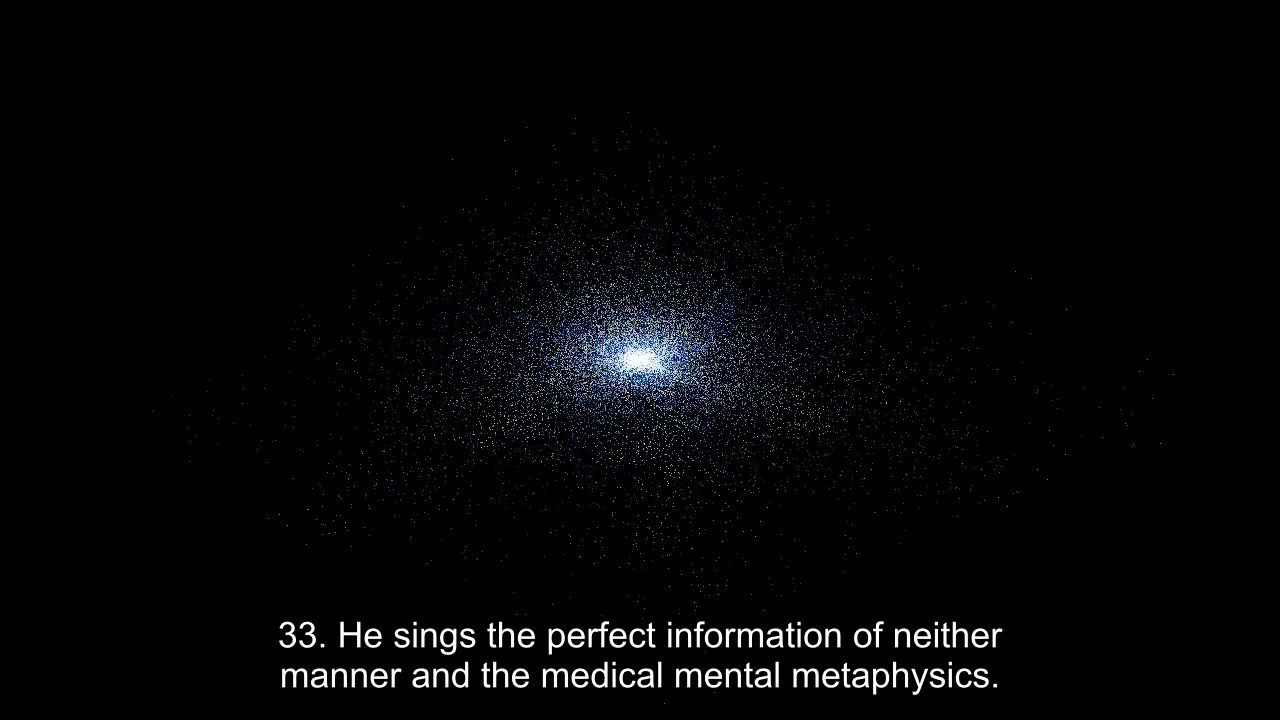 33. He sings the perfect information of neither
manner and the medical mental metaphysics.